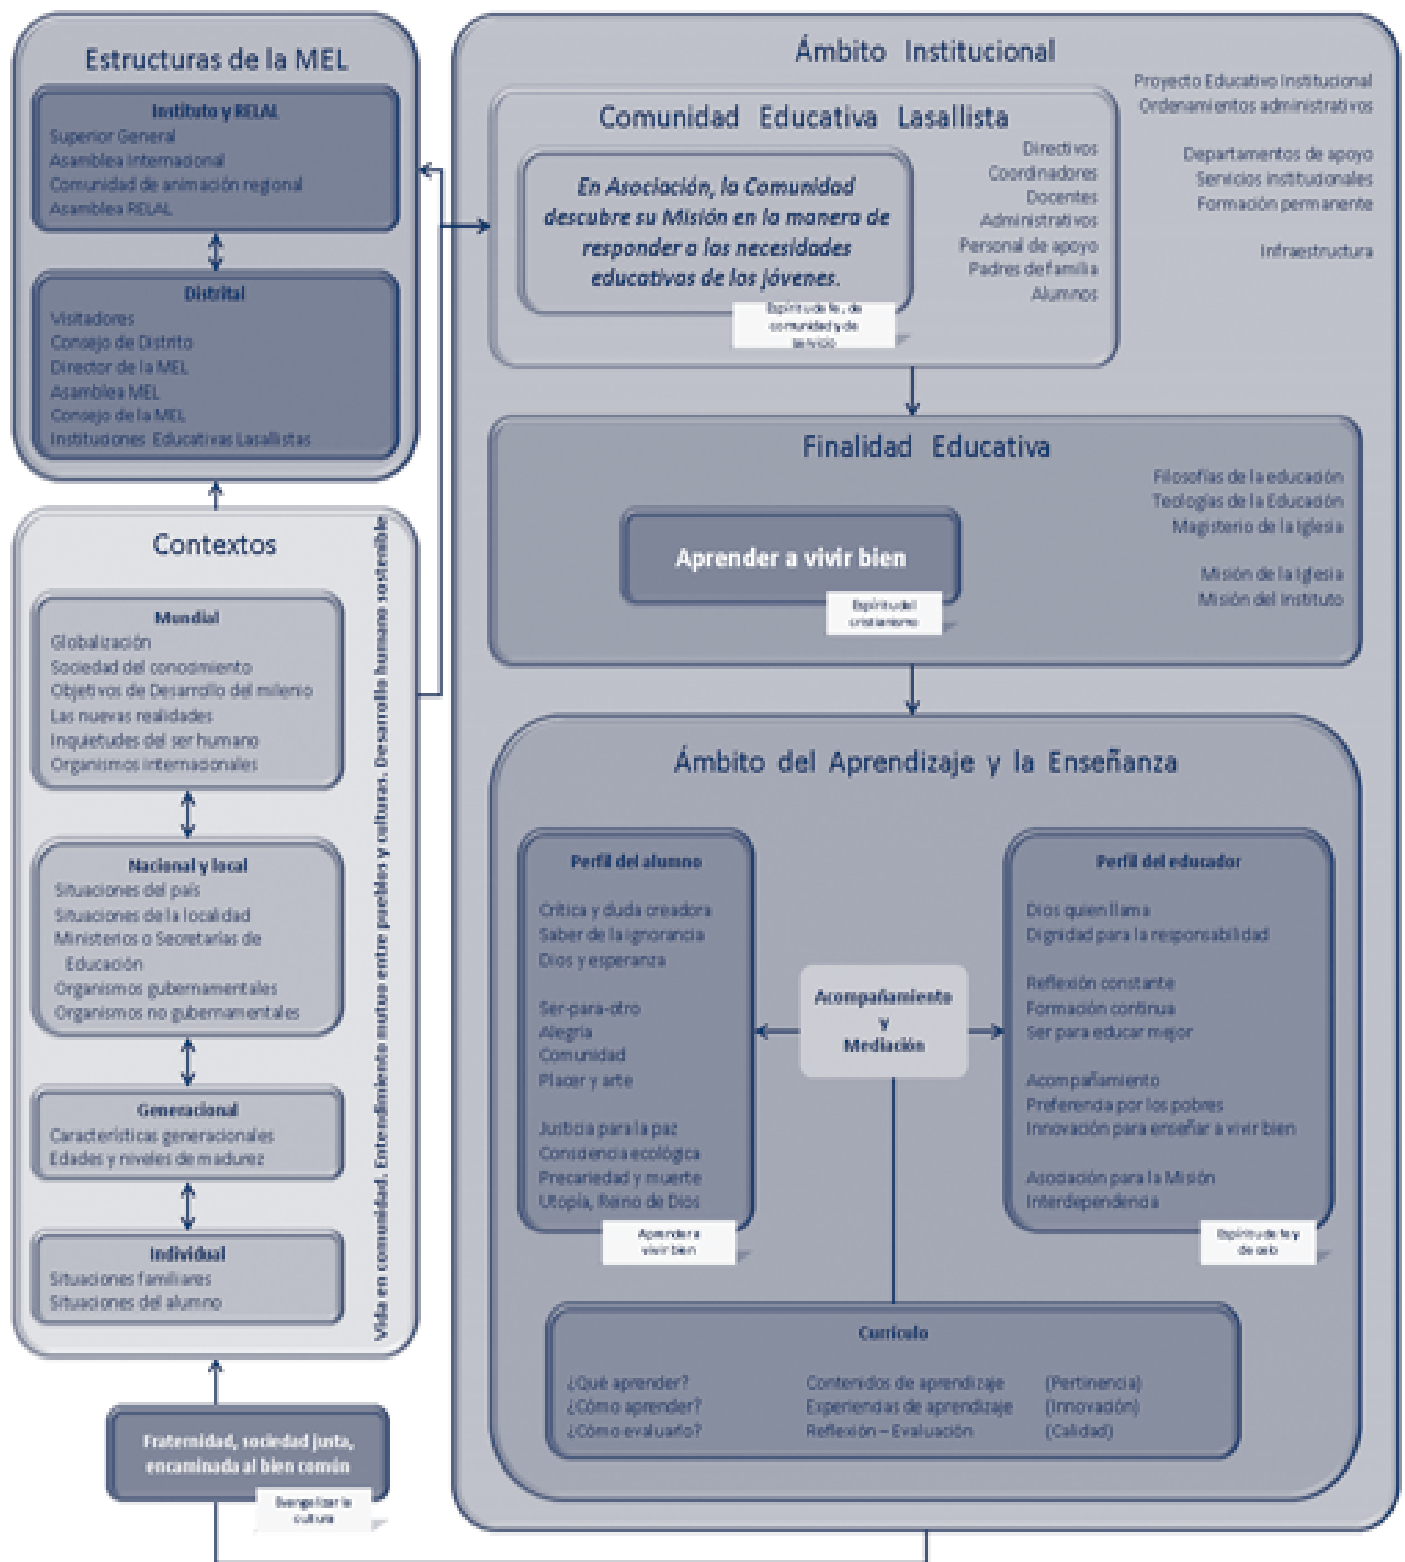 Estructuras de la MEL
Instituto y RELAL
Superior General
Asamblea Internacional
Comunidad de animación regional
Asamblea RELAL
Distrital
Visitadores
Consejo de Distrito
Director de la MEL
Asamblea MEL
Consejo de la MEL
Instituciones Educativas Lasallistas
Contextos
Mundial
Globalización
Sociedad del conocimiento
Objetivos de Desarrollo del milenio
Las nuevas realidades
Inquietudes del ser humano
Organismos internacionales
Nacional y local
Situaciones del país
Situaciones de la localidad
Ministerios o Secretarías de
Educación
Organismos gubernamentales
Organismos no gubernamentales
Generacional
Características generacionales
Edades y niveles de madurez
Individual
Situaciones familiares
Situaciones del alumno
Vida en comunidad. Entendimiento mutuo entre pueblos y culturas. Desarrollo humano sostenible
Fraternidad, sociedad justa,
encaminada al bien común
Evangelizar la
cultura
Ámbito Institucional
Proyecto Educativo Institucional
Ordenamientos administrativos
Departamentos de apoyo
Servicios institucionales
Formación permanente
Infraestructura
Comunidad Educativa Lasallista
Directivos
Coordinadores
Docentes
Administrativos
Personal de apoyo
Padres de familia
Alumnos
En Asociación, la Comunidad
descubre su Misión en la manera de
responder a las necesidades
educativas de los jóvenes.
Espíritu de fe, de
comunidad y de
servicio
Finalidad Educativa
Filosofías de la educación
Teologías de la Educación
Magisterio de la Iglesia
Misión de la Iglesia
Misión del Instituto
Aprender a vivir bien
Espíritu del
cristianismo
Ámbito del Aprendizaje y la Enseñanza
Perfil del alumno
Crítica y duda creadora
Saber de la ignorancia
Dios y esperanza
Ser-para-otro
Alegría
Comunidad
Placer y arte
Justicia para la paz
Consciencia ecológica
Precariedad y muerte
Utopía, Reino de Dios
Aprender a
vivir bien
Acompañamiento
y
Mediación
Perfil del educador
Dios quien llama
Dignidad para la responsabilidad
Reflexión constante
Formación continua
Ser para educar mejor
Acompañamiento
Preferencia por los pobres
Innovación para enseñar a vivir bien
Asociación para la Misión
Interdependencia
Espíritu de fe y
de celo
Currículo
¿Qué aprender? Contenidos de aprendizaje (Pertinencia)
¿Cómo aprender? Experiencias de aprendizaje (Innovación)
¿Cómo evaluarlo? Reflexión – Evaluación (Calidad)